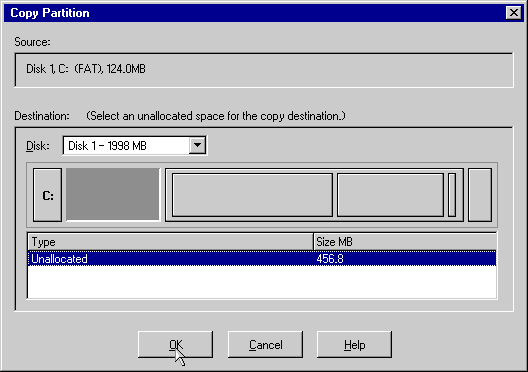 Copy Partition
Source:
Disk 1, C: (FAT), 124.0MB
Destination: (Select an unallocated space for the copy destination.)
Disk: Disk 1 - 1998 MB
C:
Type Size MB
Unallocated 456.8
OK Cancel Help